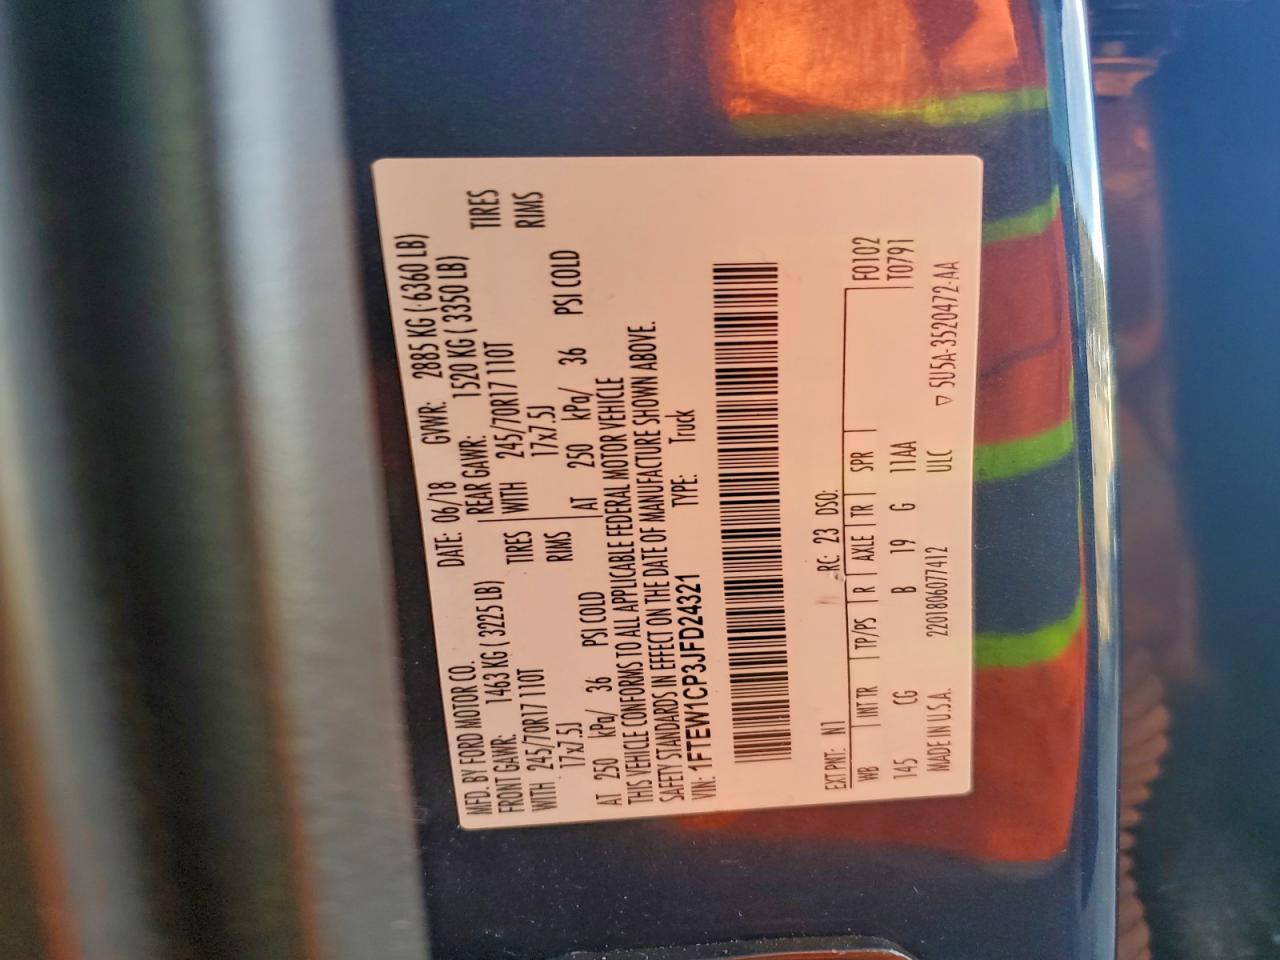 MFD. BY FORD MOTOR CO. DATE: 06/18 GVWR: 2885 KG ( 6360 LB)
FRONT GAWR: 1463 KG ( 3225 LB) REAR GAWR: 1520 KG ( 3350 LB)
WITH 245/70R17 110T TIRES WITH 245/70R17 110T TIRES
17x7.5J RIMS 17x7.5J RIMS
AT 250 kPa/ 36 PSI COLD AT 250 kPa/ 36 PSI COLD
THIS VEHICLE CONFORMS TO ALL APPLICABLE FEDERAL MOTOR VEHICLE
SAFETY STANDARDS IN EFFECT ON THE DATE OF MANUFACTURE SHOWN ABOVE.
VIN: 1FTEW1CP3JFD24321 TYPE: Truck
EXT PNT: N1 RC: 23 DSO: F0102
WB INT TR TP/PS R AXLE TR SPR T0791
145 CG B 19 G 11AA
MADE IN U.S.A. 2201806077412 ULC ▽ 5U5A-3520472-AA